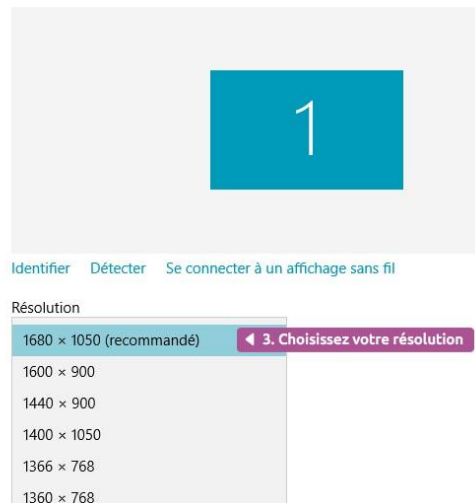 1
Identifier Détecter Se connecter à un affichage sans fil
Résolution
1680 × 1050 (recommandé)
3. Choisissez votre résolution
1600 × 900
1440 × 900
1400 × 1050
1366 × 768
1360 × 768